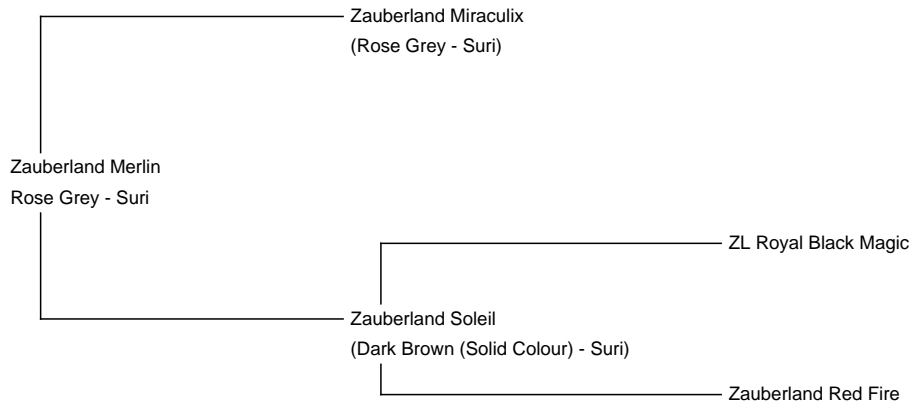 Zauberland Miraculix
(Rose Grey - Suri)
Zauberland Merlin
Rose Grey - Suri
ZL Royal Black Magic
Zauberland Soleil
(Dark Brown (Solid Colour) - Suri)
Zauberland Red Fire